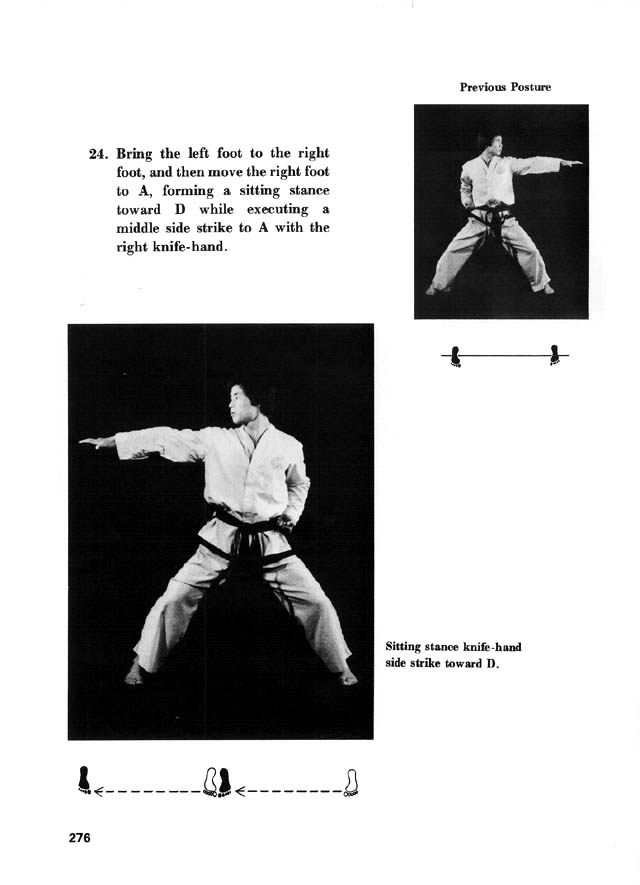 Previous Posture
24. Bring the left foot to the right
foot, and then move the right foot
to A, forming a sitting stance
toward D while executing a
middle side strike to A with the
right knife-hand.
Sitting stance knife-hand
side strike toward D.
276